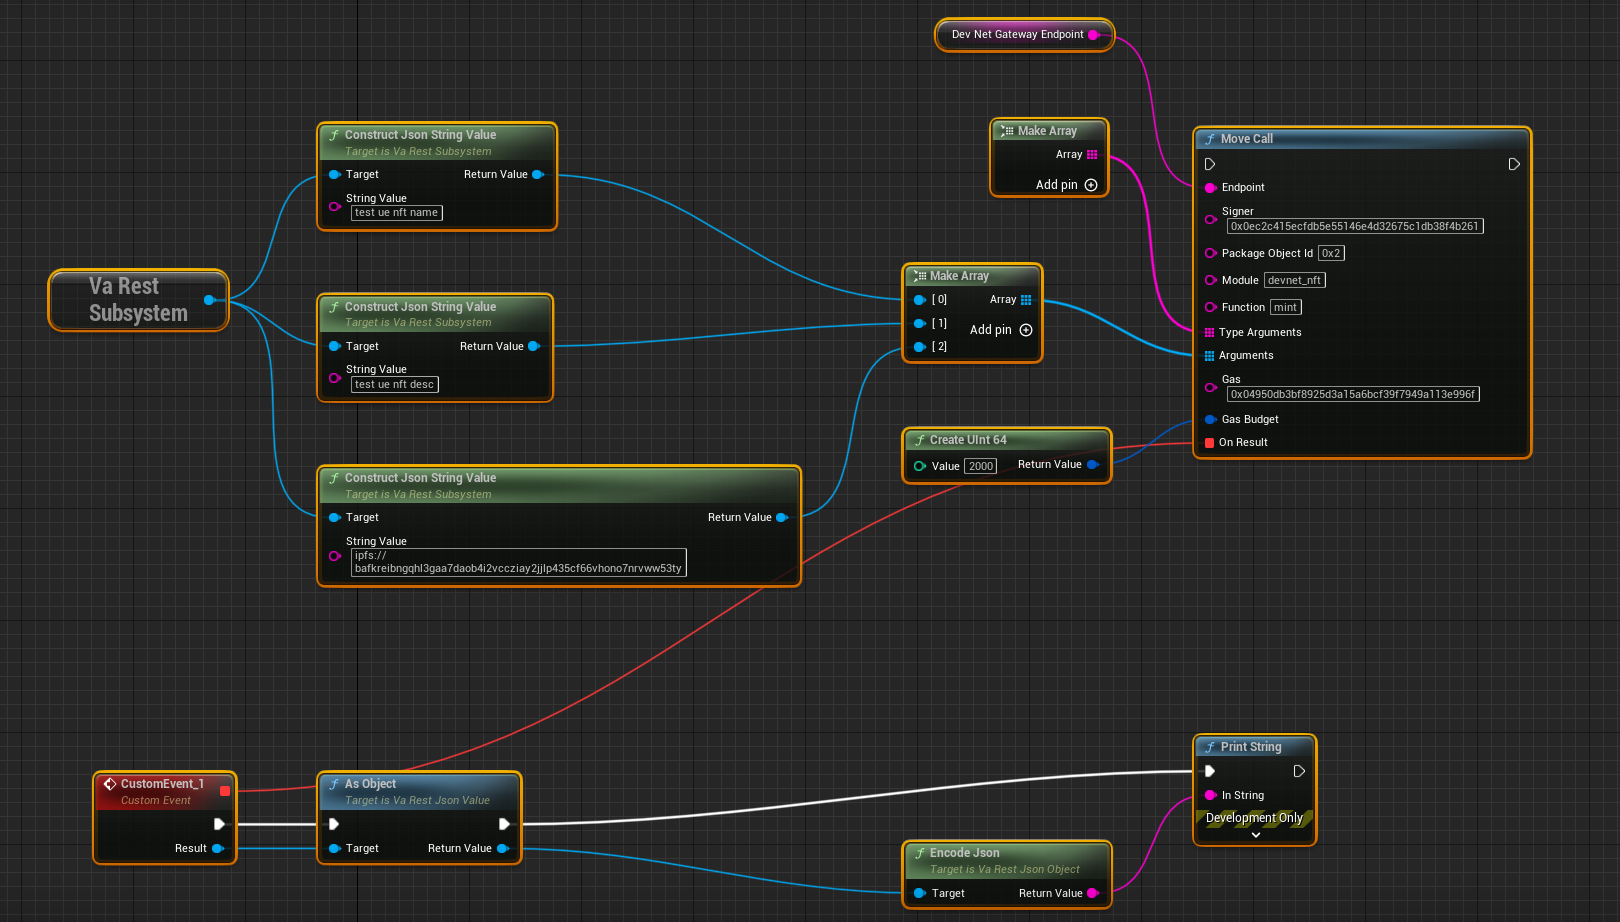 Dev Net Gateway Endpoint
Make Array
Array
Add pin
Construct Json String Value
Target is Va Rest Subsystem
Target
Return Value
String Value
test ue nft name
Move Call
Endpoint
Signer
0x0ec2c415ecfdb5e55146e4d32675c1db38f4b261
Package Object Id 0x2
Module devnet_nft
Function mint
Type Arguments
Arguments
Gas
0x04950db3bf8925d3a15a6bcf39f7949a113e996f
Gas Budget
On Result
Va Rest
Subsystem
Construct Json String Value
Target is Va Rest Subsystem
Target
Return Value
String Value
test ue nft desc
Make Array
[ 0]
Array
[ 1]
Add pin
[ 2]
Create UInt 64
Value 2000
Return Value
Construct Json String Value
Target is Va Rest Subsystem
Target
Return Value
String Value
ipfs://
bafkreibngqhl3gaa7daob4i2vccziay2jjlp435cf66vhono7nrvww53ty
CustomEvent_1
Custom Event
Result
As Object
Target is Va Rest Json Value
Target
Return Value
Print String
In String
Development Only
Encode Json
Target is Va Rest Json Object
Target
Return Value